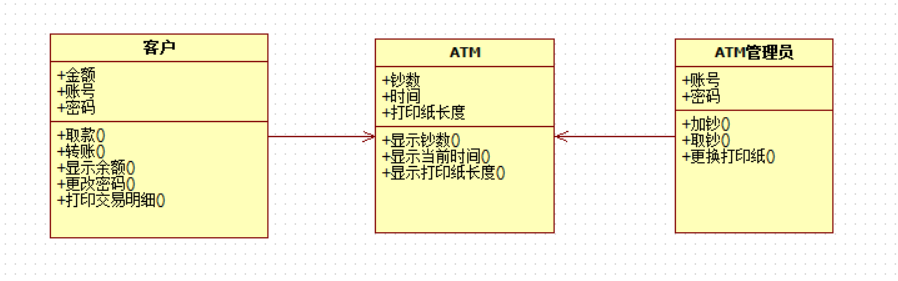 客户
+金额
+账号
+密码
+取款()
+转账()
+显示余额()
+更改密码()
+打印交易明细()
ATM
+钞数
+时间
+打印纸长度
+显示钞数()
+显示当前时间()
+显示打印纸长度()
ATM管理员
+账号
+密码
+加钞()
+取钞()
+更换打印纸()